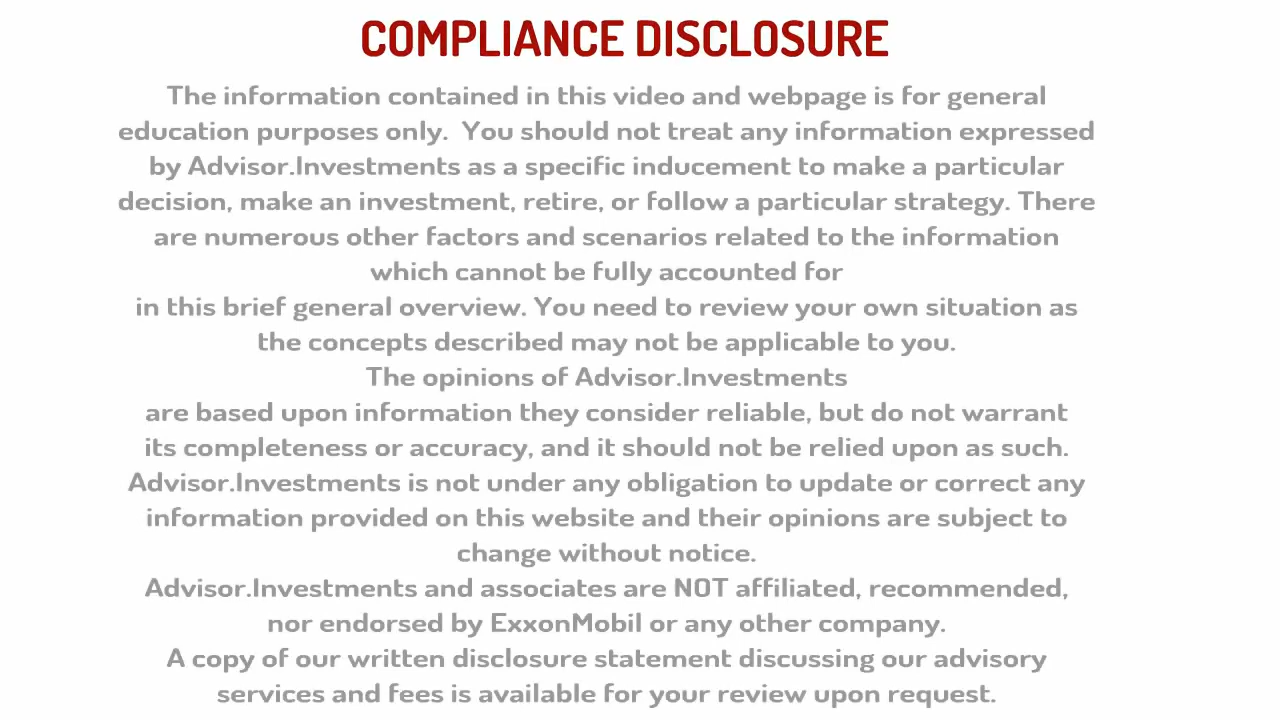 COMPLIANCE DISCLOSURE
The information contained in this video and webpage is for general
education purposes only.  You should not treat any information expressed
by Advisor.Investments as a specific inducement to make a particular
decision, make an investment, retire, or follow a particular strategy. There
are numerous other factors and scenarios related to the information
which cannot be fully accounted for
in this brief general overview. You need to review your own situation as
the concepts described may not be applicable to you.
The opinions of Advisor.Investments
are based upon information they consider reliable, but do not warrant
its completeness or accuracy, and it should not be relied upon as such.
Advisor.Investments is not under any obligation to update or correct any
information provided on this website and their opinions are subject to
change without notice.
Advisor.Investments and associates are NOT affiliated, recommended,
nor endorsed by ExxonMobil or any other company.
A copy of our written disclosure statement discussing our advisory
services and fees is available for your review upon request.